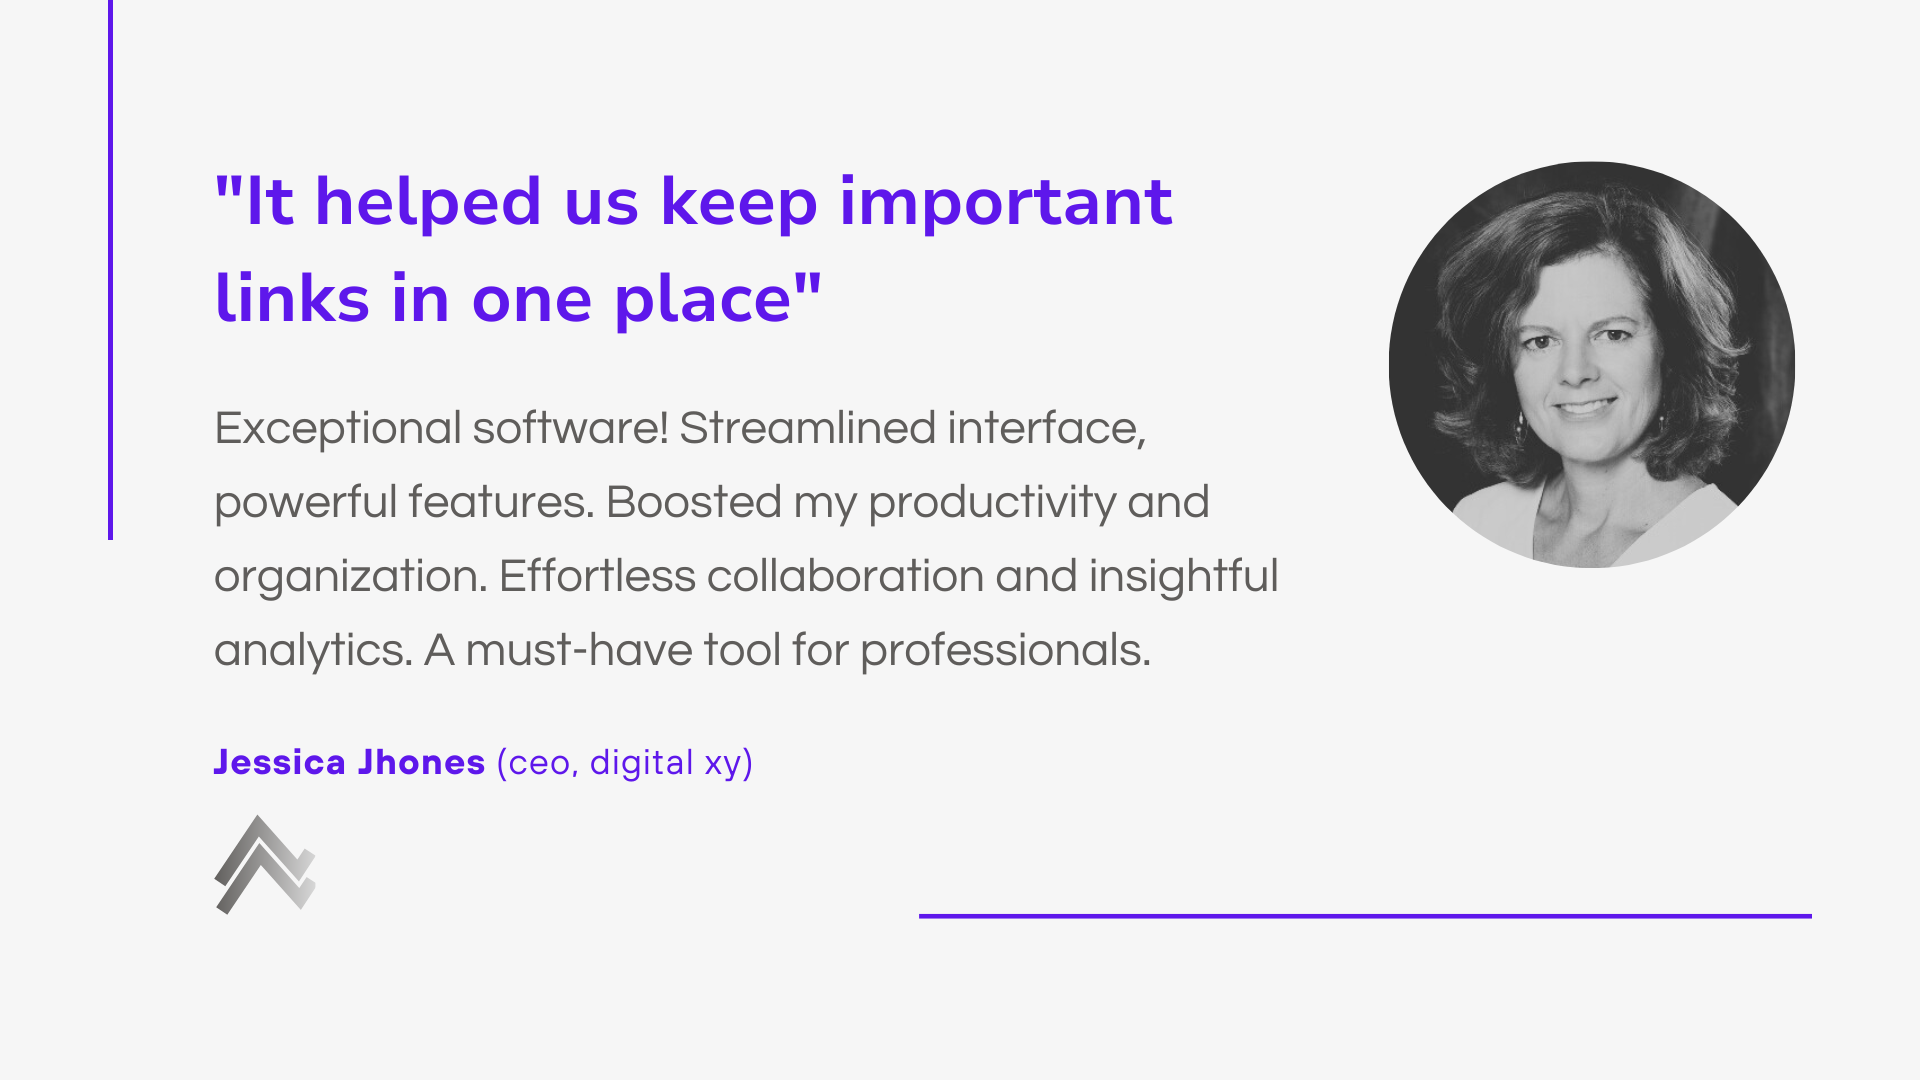 "It helped us keep important
links in one place"
Exceptional software! Streamlined interface,
powerful features. Boosted my productivity and
organization. Effortless collaboration and insightful
analytics. A must-have tool for professionals.
Jessica Jhones (ceo, digital xy)